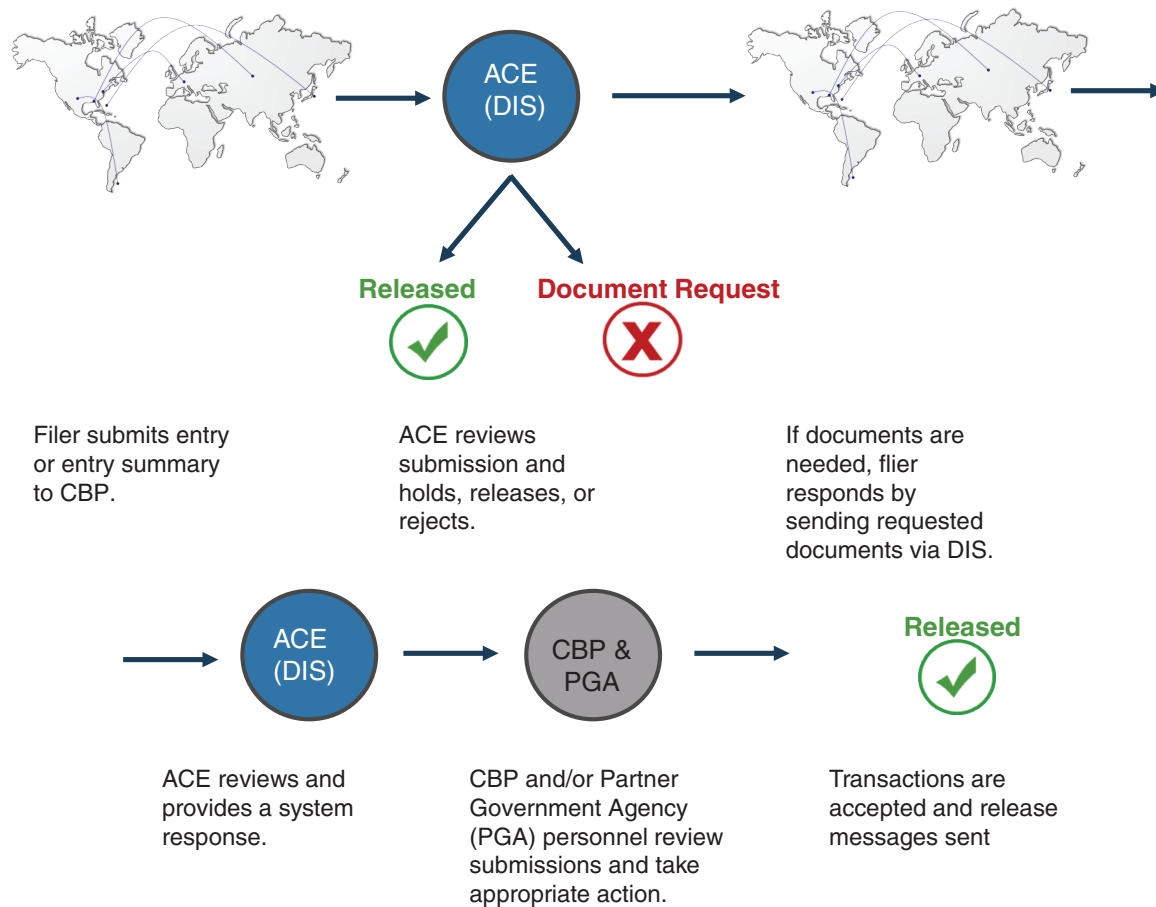 ACE
(DIS)
Released
Document Request
X
Filer submits entry
or entry summary
to CBP.
ACE reviews
submission and
holds, releases, or
rejects.
If documents are
needed, flier
responds by
sending requested
documents via DIS.
ACE
(DIS)
CBP &
PGA
Released
ACE reviews and
provides a system
response.
CBP and/or Partner
Government Agency
(PGA) personnel review
submissions and take
appropriate action.
Transactions are
accepted and release
messages sent